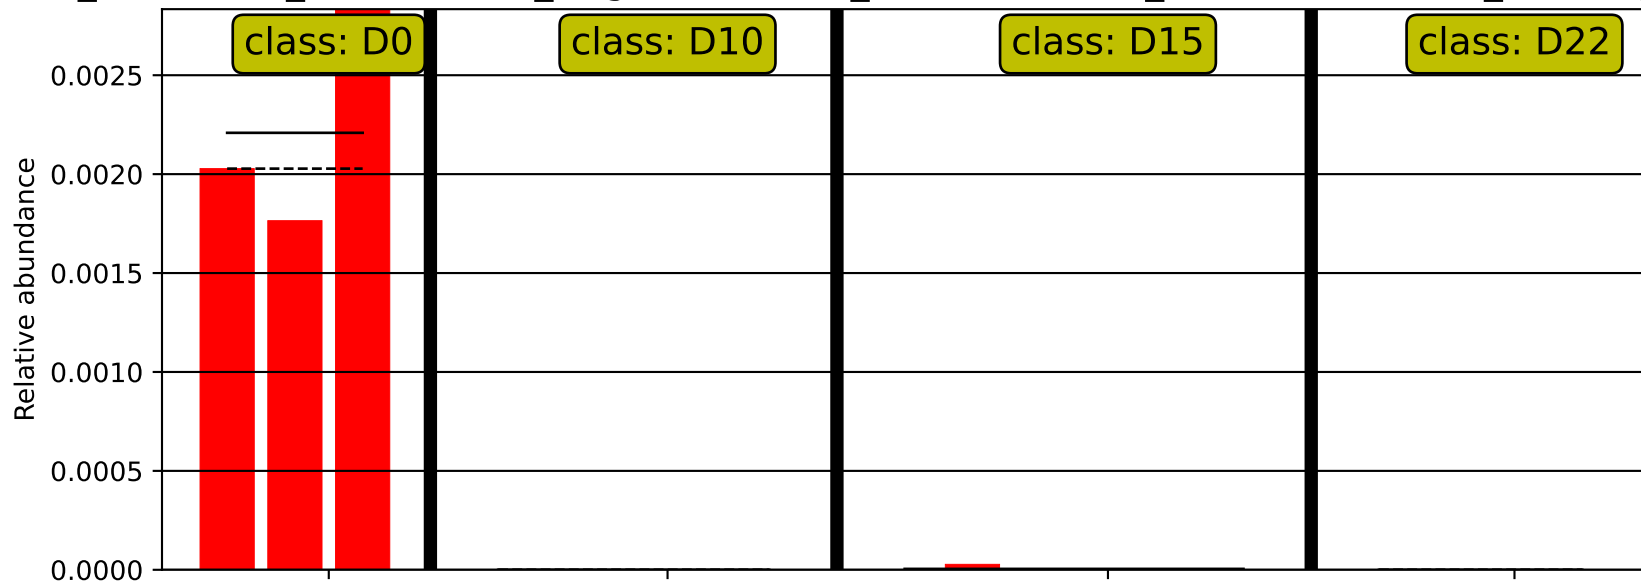 class: D0
class: D10
class: D15
class: D22
0.0025
0.0020
0.0015
0.0010
0.0005
0.0000
Relative abundance